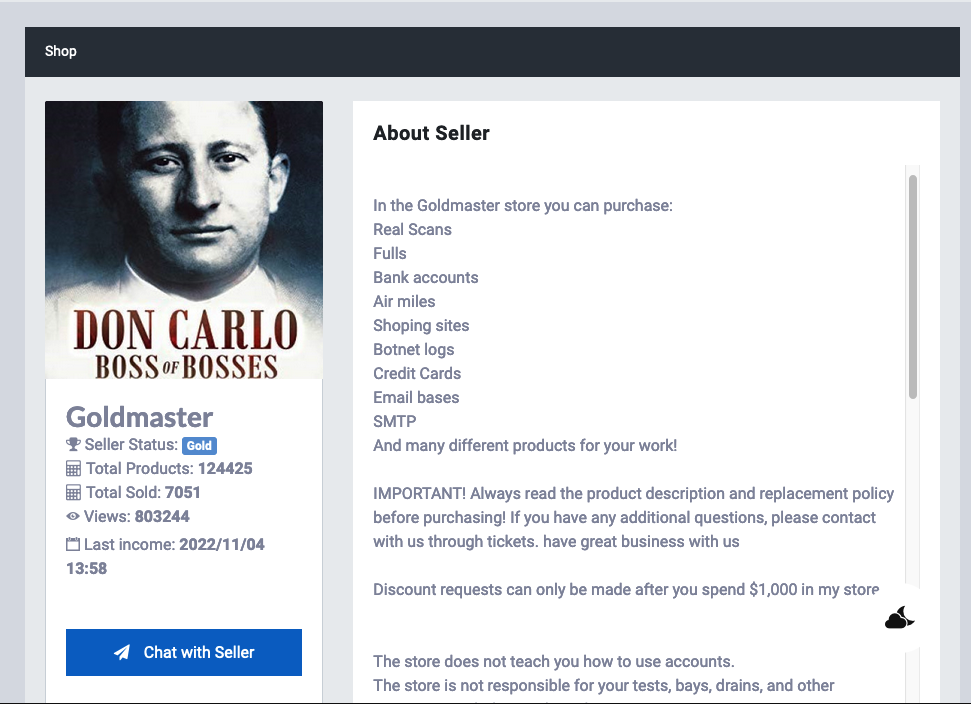 Shop
DON CARLO
BOSS OF BOSSES
Goldmaster
Seller Status: Gold
Total Products: 124425
Total Sold: 7051
Views: 803244
Last income: 2022/11/04
13:58
Chat with Seller
About Seller
In the Goldmaster store you can purchase:
Real Scans
Fulls
Bank accounts
Air miles
Shoping sites
Botnet logs
Credit Cards
Email bases
SMTP
And many different products for your work!
IMPORTANT! Always read the product description and replacement policy
before purchasing! If you have any additional questions, please contact
with us through tickets. have great business with us
Discount requests can only be made after you spend $1,000 in my store
The store does not teach you how to use accounts.
The store is not responsible for your tests, bays, drains, and other